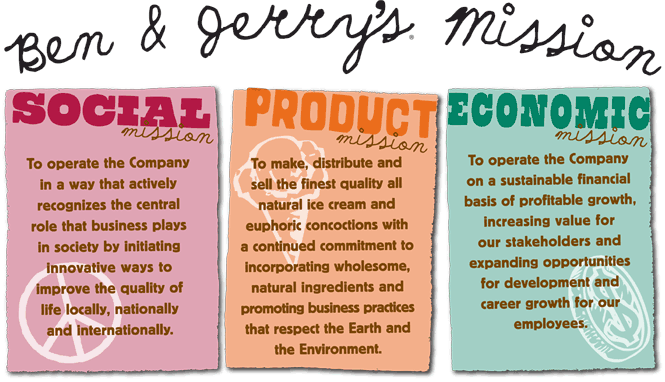 Ben & Jerry's® Mission
SOCIAL
mission
To operate the Company
in a way that actively
recognizes the central
role that business plays
in society by initiating
innovative ways to
improve the quality of
life locally, nationally
and internationally.
PRODUCT
mission
To make, distribute and
sell the finest quality all
natural ice cream and
euphoric concoctions with
a continued commitment to
incorporating wholesome,
natural ingredients and
promoting business practices
that respect the Earth and
the Environment.
ECONOMIC
mission
To operate the Company
on a sustainable financial
basis of profitable growth,
increasing value for
our stakeholders and
expanding opportunities
for development and
career growth for our
employees.